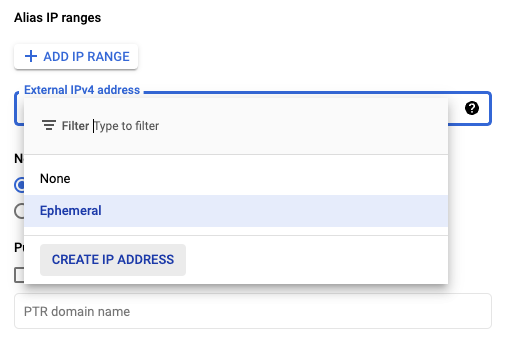 Alias IP ranges
+ ADD IP RANGE
External IPv4 address
?
Filter Type to filter
None
Ephemeral
CREATE IP ADDRESS
PTR domain name